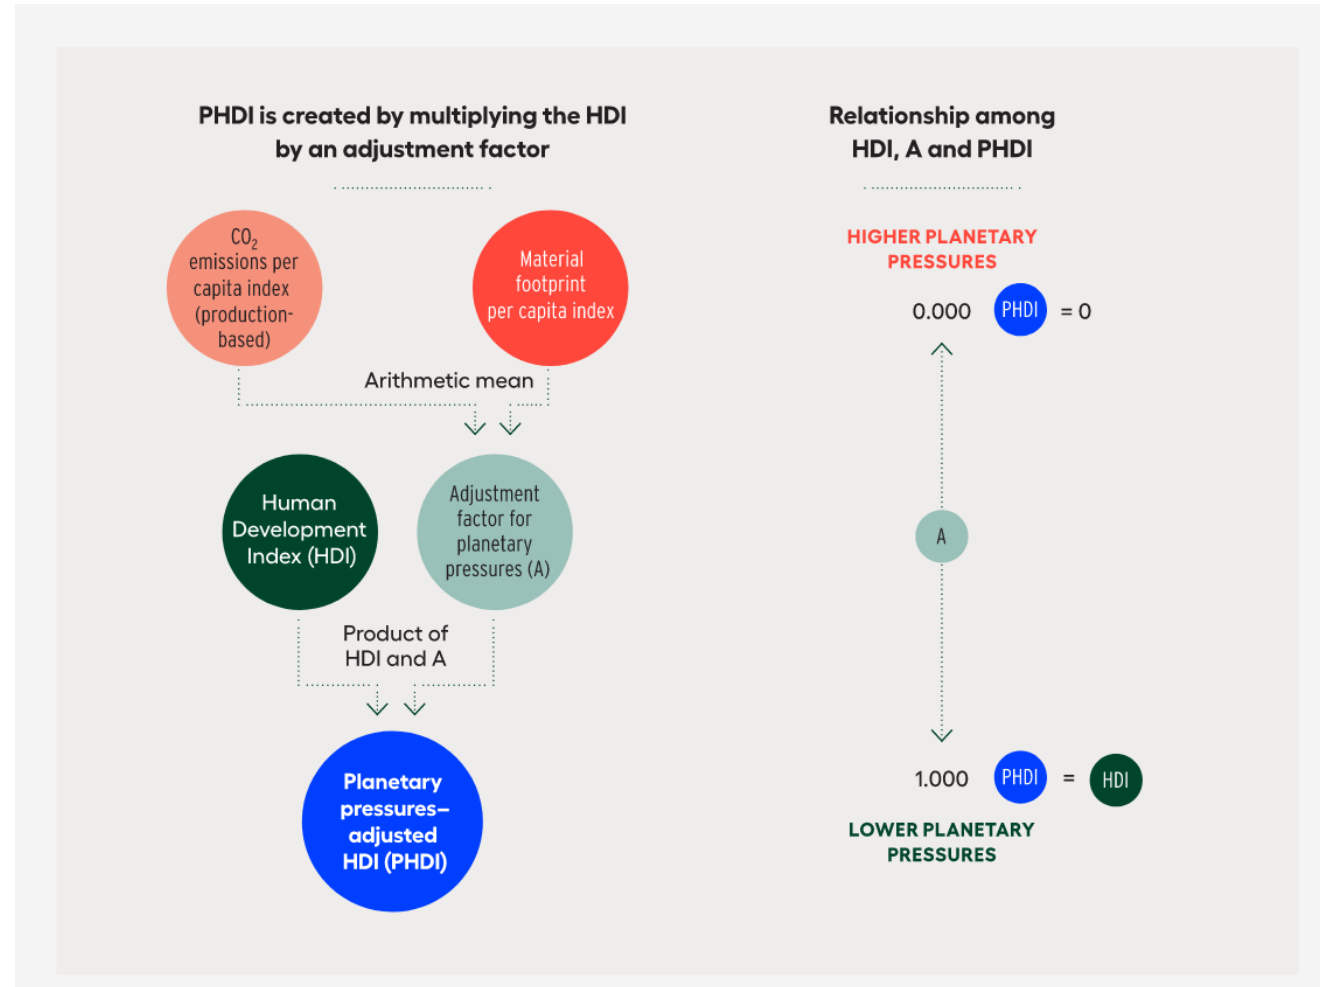 PHDI is created by multiplying the HDI
by an adjustment factor
CO₂
emissions per
capita index
(production-
based)
Material
footprint
per capita index
Arithmetic mean
Human
Development
Index (HDI)
Adjustment
factor for
planetary
pressures (A)
Product of
HDI and A
Planetary
pressures–
adjusted
HDI (PHDI)
Relationship among
HDI, A and PHDI
HIGHER PLANETARY
PRESSURES
0.000 PHDI = 0
A
1.000 PHDI = HDI
LOWER PLANETARY
PRESSURES